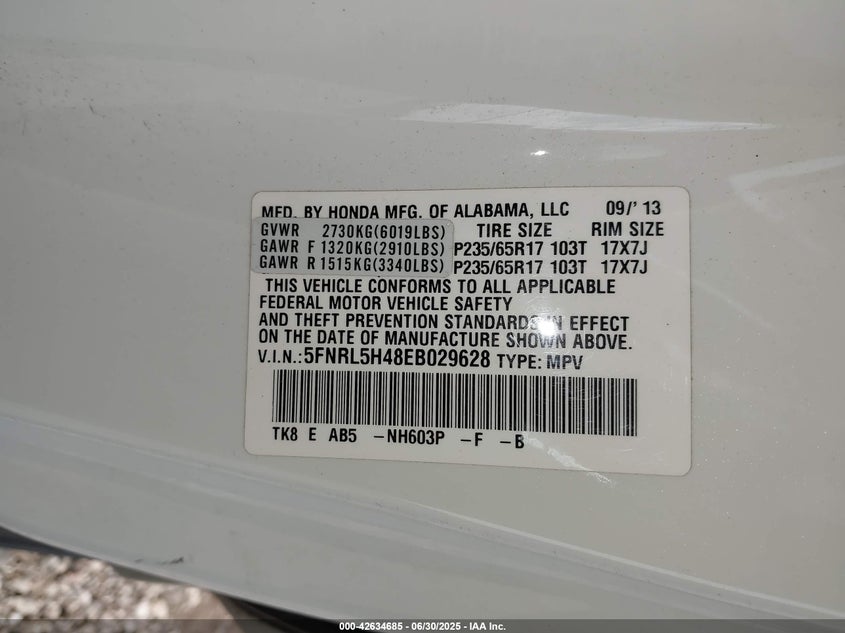 MFD. BY HONDA MFG. OF ALABAMA, LLC 09/' 13
GVWR 2730KG(6019LBS) TIRE SIZE RIM SIZE
GAWR F 1320KG(2910LBS) P235/65R17 103T 17X7J
GAWR R 1515KG(3340LBS) P235/65R17 103T 17X7J
THIS VEHICLE CONFORMS TO ALL APPLICABLE
FEDERAL MOTOR VEHICLE SAFETY
AND THEFT PREVENTION STANDARDS IN EFFECT
ON THE DATE OF MANUFACTURE SHOWN ABOVE.
V.I.N.:5FNRL5H48EB029628 TYPE: MPV
TK8 E AB5 -NH603P -F -B
000-42634685 - 06/30/2025 - IAA Inc.